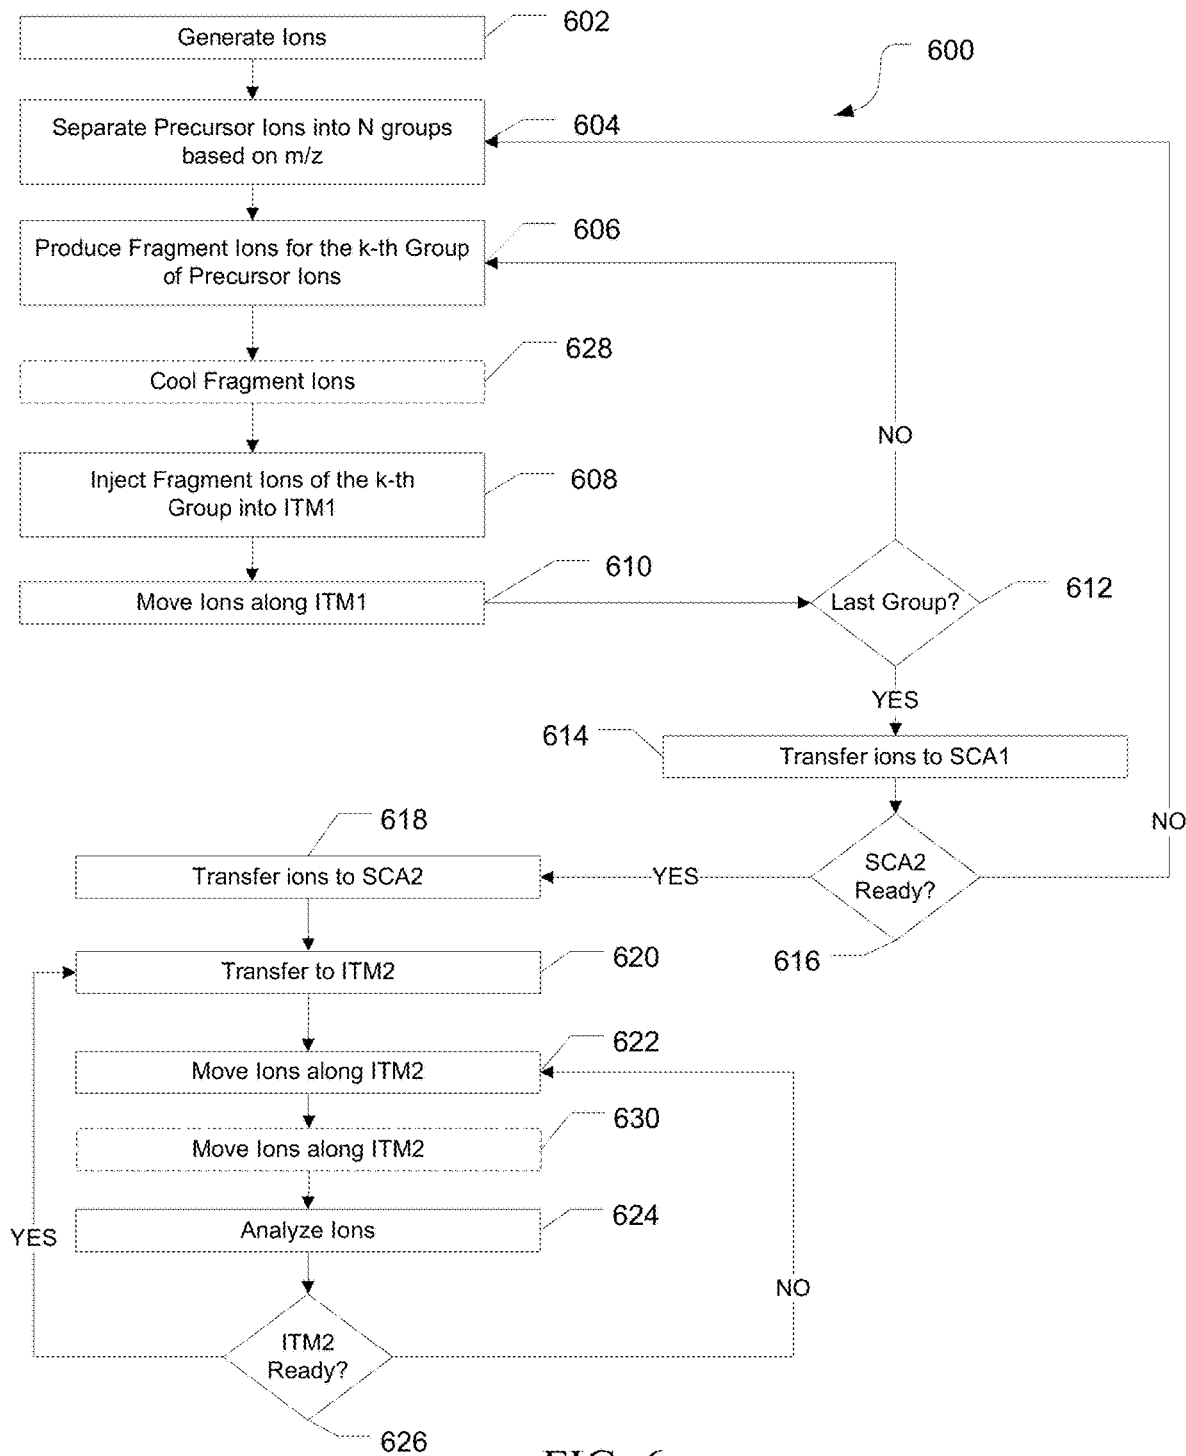 Generate Ions
602
600
Separate Precursor Ions into N groups
based on m/z
604
Produce Fragment Ions for the k-th Group
of Precursor Ions
606
Cool Fragment Ions
628
NO
Inject Fragment Ions of the k-th
Group into ITM1
608
Move Ions along ITM1
610
Last Group?
612
YES
614
Transfer ions to SCA1
NO
618
Transfer ions to SCA2
YES
SCA2
Ready?
616
Transfer to ITM2
620
Move Ions along ITM2
622
Move Ions along ITM2
630
Analyze Ions
624
YES
NO
ITM2
Ready?
626
FIG. 6